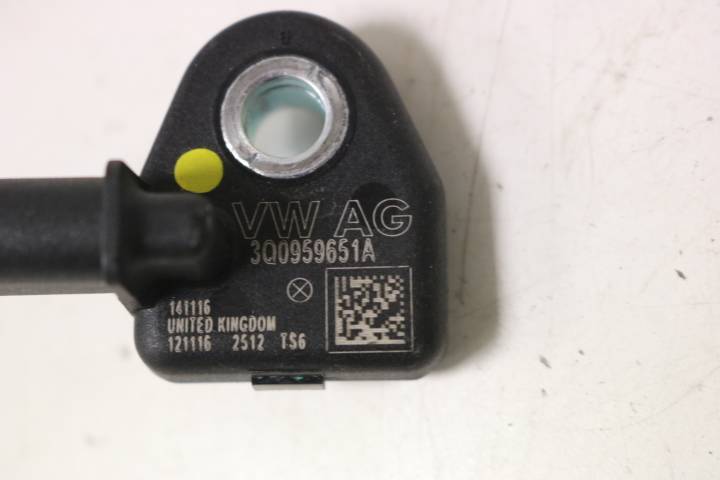 VW AG
3Q0959651A
141116
UNITED KINGDOM
121116 2512 TS6